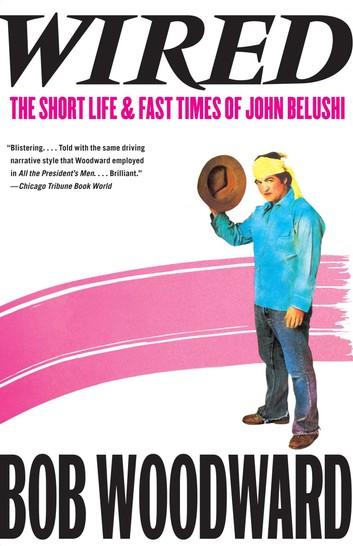 WIRED
THE SHORT LIFE & FAST TIMES OF JOHN BELUSHI
“Blistering. . . . Told with the same driving
narrative style that Woodward employed
in All the President’s Men. . . . Brilliant.”
—Chicago Tribune Book World
BOB WOODWARD